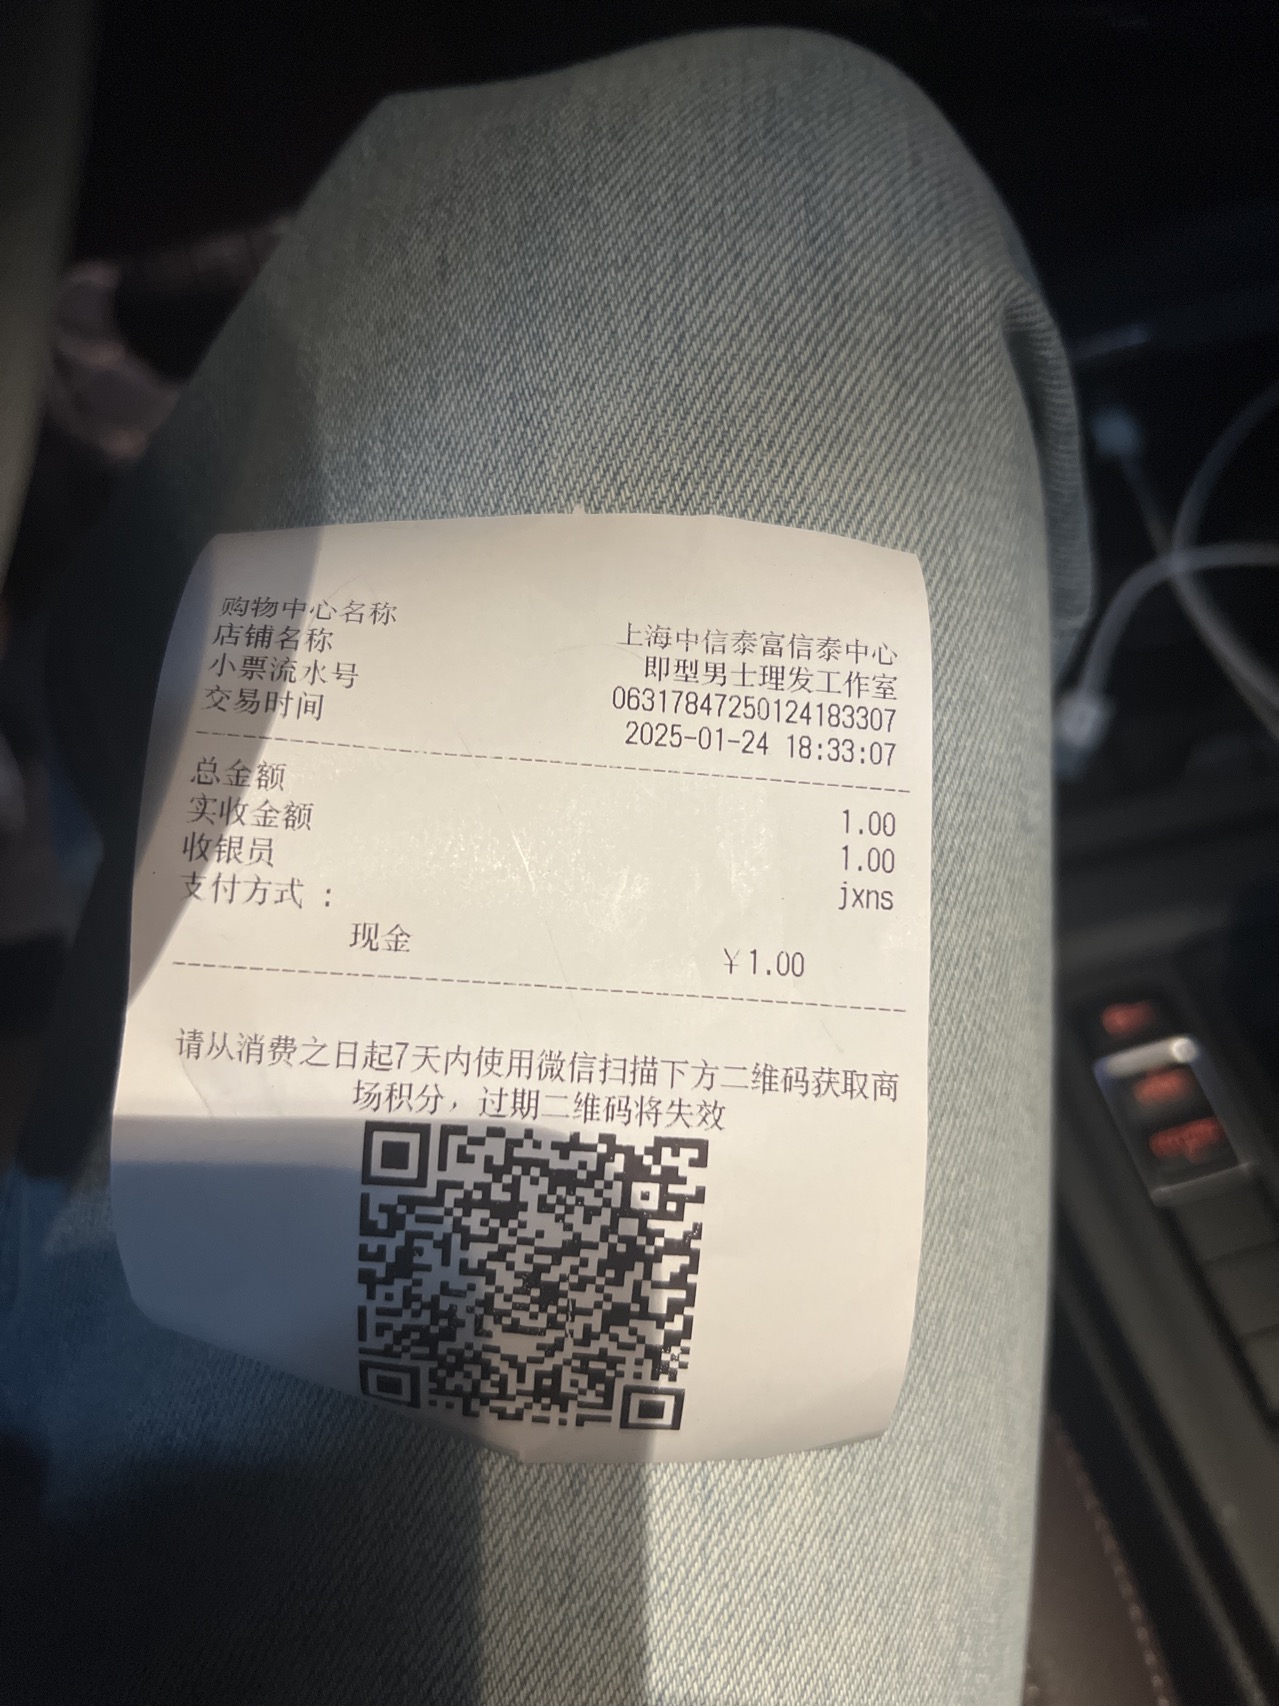 购物中心名称 上海中信泰富信泰中心
店铺名称 即型男士理发工作室
小票流水号 06317847250124183307
交易时间 2025-01-24 18:33:07
总金额 1.00
实收金额 1.00
收银员 jxns
支付方式 :
现金 ¥1.00
请从消费之日起7天内使用微信扫描下方二维码获取商
场积分，过期二维码将失效